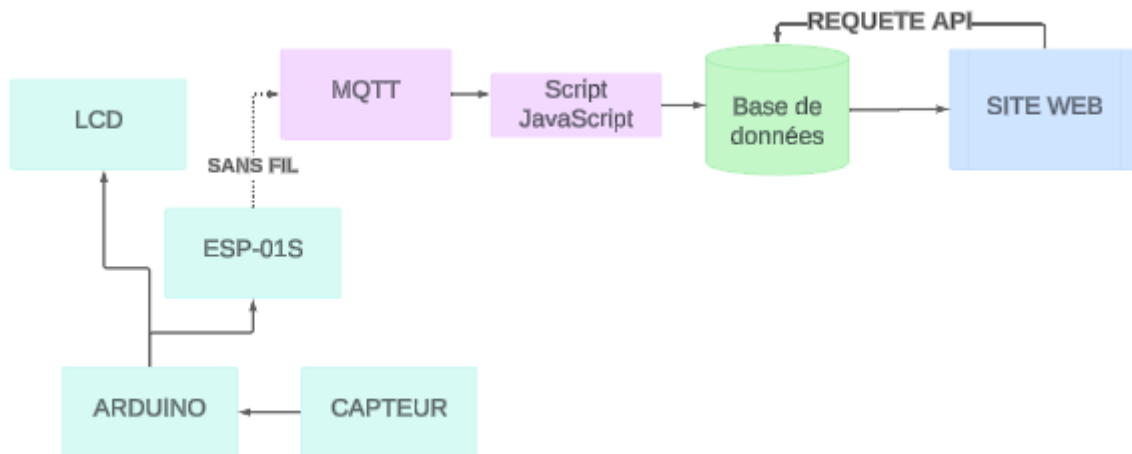 REQUETE API
LCD
MQTT
Script
JavaScript
Base de
données
SITE WEB
SANS FIL
ESP-01S
ARDUINO
CAPTEUR